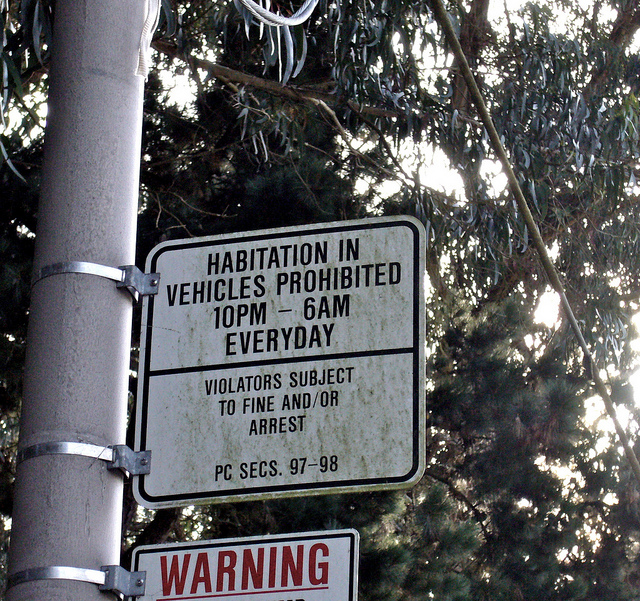 HABITATION IN
VEHICLES PROHIBITED
10PM - 6AM
EVERYDAY
VIOLATORS SUBJECT
TO FINE AND/OR
ARREST
PC SECS. 97-98
WARNING